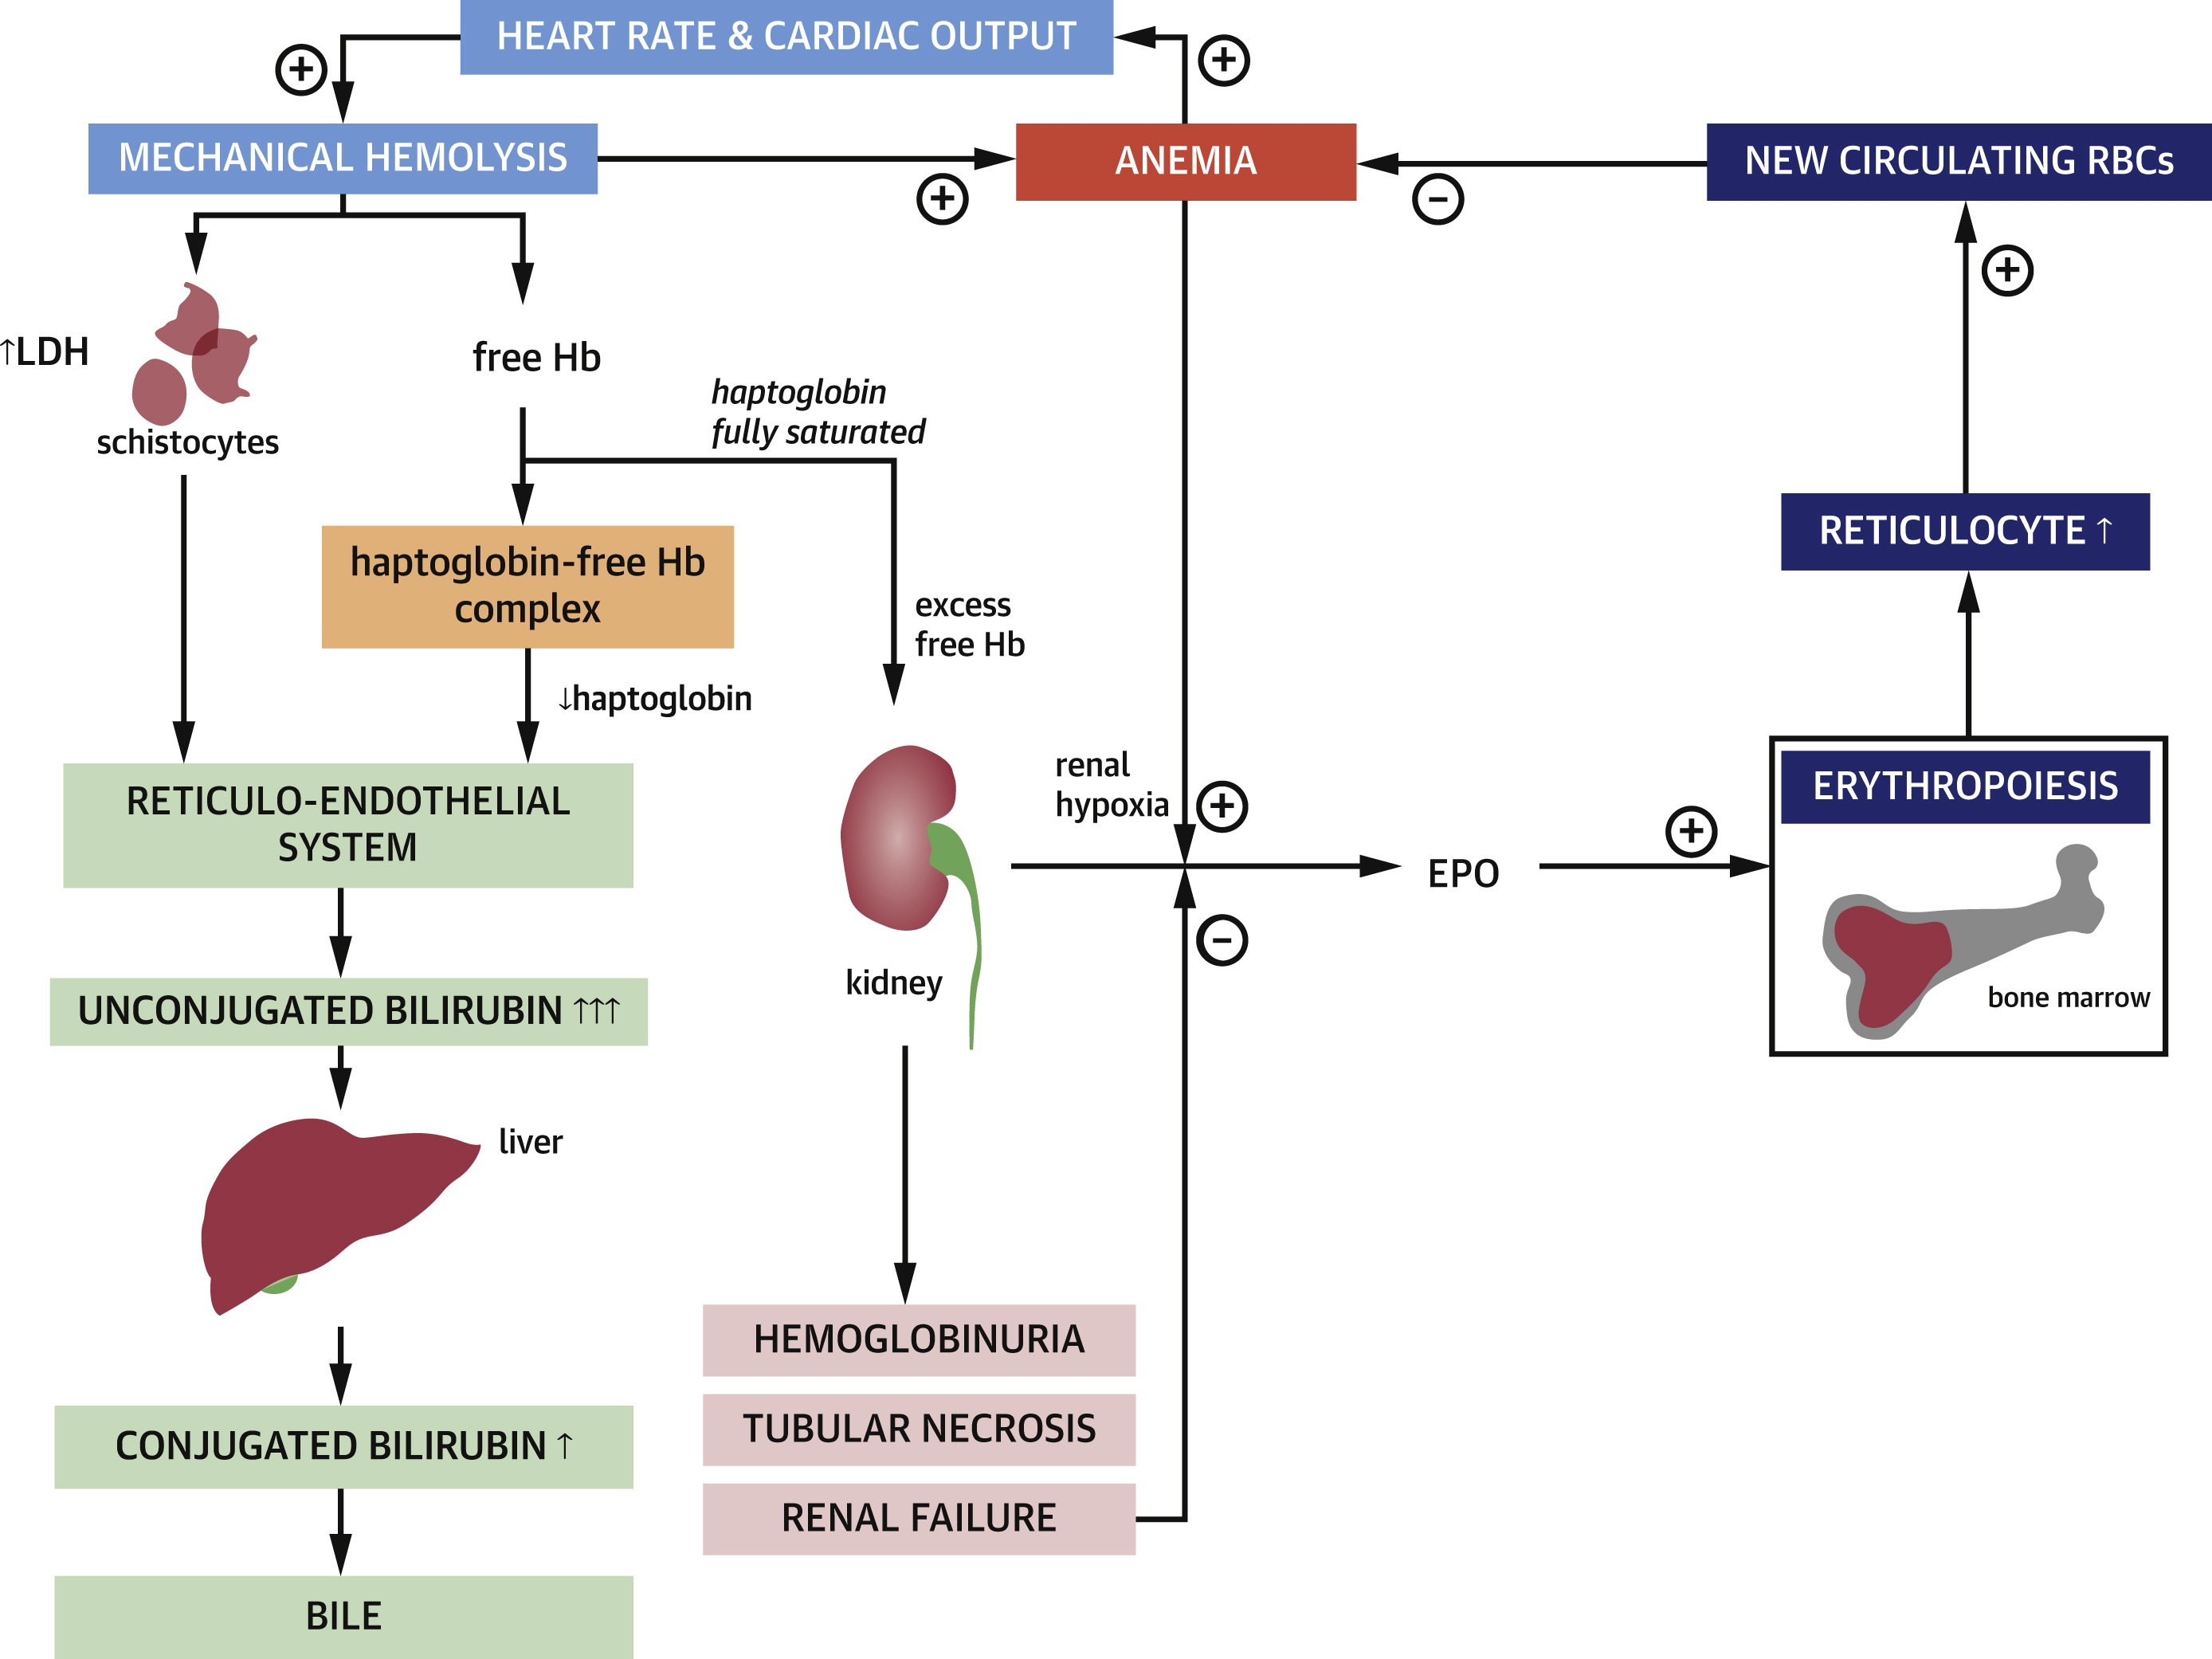 HEART RATE & CARDIAC OUTPUT
+
+
MECHANICAL HEMOLYSIS
ANEMIA
NEW CIRCULATING RBCs
+
−
+
↑LDH
free Hb
haptoglobin
fully saturated
schistocytes
RETICULOCYTE ↑
haptoglobin-free Hb
complex
excess
free Hb
↓haptoglobin
renal
hypoxia
+
+
ERYTHROPOIESIS
RETICULO-ENDOTHELIAL
SYSTEM
EPO
−
kidney
bone marrow
UNCONJUGATED BILIRUBIN ↑↑↑
liver
HEMOGLOBINURIA
TUBULAR NECROSIS
CONJUGATED BILIRUBIN ↑
RENAL FAILURE
BILE